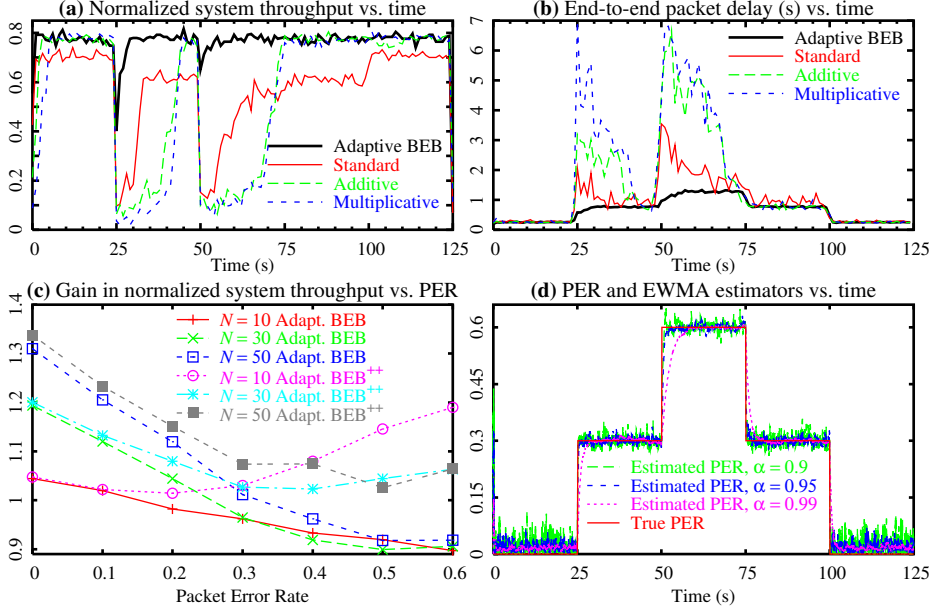 (a) Normalized system throughput vs. time
0 0.2 0.4 0.6 0.8
Adaptive BEB
Standard
Additive
Multiplicative
0 25 50 75 100 125
Time (s)
(b) End-to-end packet delay (s) vs. time
0 1 2 3 4 5 6 7
Adaptive BEB
Standard
Additive
Multiplicative
0 25 50 75 100 125
Time (s)
(c) Gain in normalized system throughput vs. PER
0.9 1 1.1 1.2 1.3 1.4
N = 10 Adapt. BEB
N = 30 Adapt. BEB
N = 50 Adapt. BEB
N = 10 Adapt. BEB++
N = 30 Adapt. BEB++
N = 50 Adapt. BEB++
0 0.1 0.2 0.3 0.4 0.5 0.6
Packet Error Rate
(d) PER and EWMA estimators vs. time
0 0.15 0.3 0.45 0.6
Estimated PER, α = 0.9
Estimated PER, α = 0.95
Estimated PER, α = 0.99
True PER
0 25 50 75 100 125
Time (s)